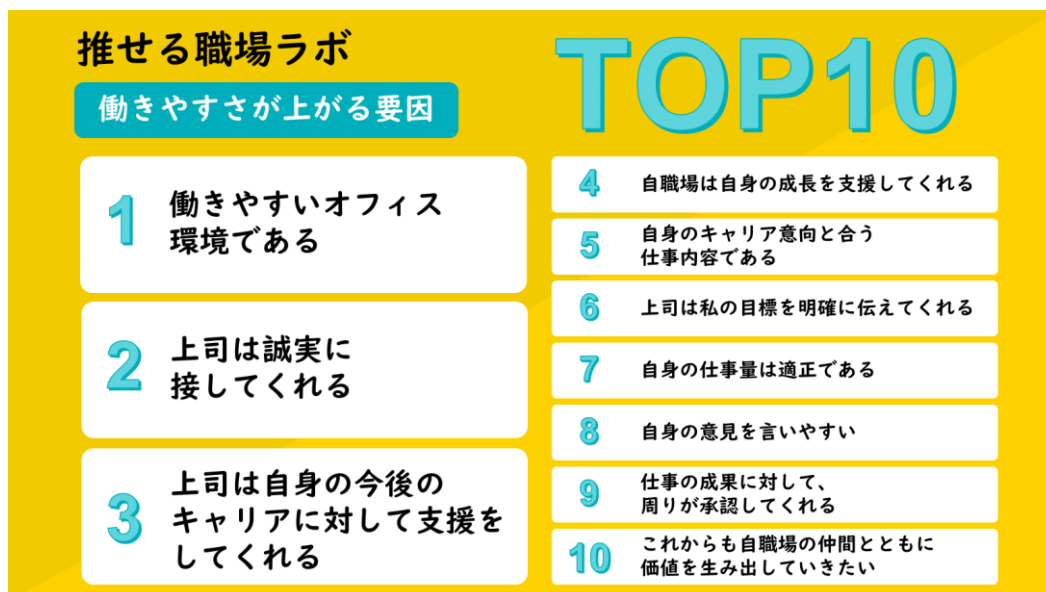 推せる職場ラボ
働きやすさが上がる要因
TOP10
1
働きやすいオフィス
環境である
2
上司は誠実に
接してくれる
3
上司は自身の今後の
キャリアに対して支援を
してくれる
4
自職場は自身の成長を支援してくれる
5
自身のキャリア意向と合う
仕事内容である
6
上司は私の目標を明確に伝えてくれる
7
自身の仕事量は適正である
8
自身の意見を言いやすい
9
仕事の成果に対して、
周りが承認してくれる
10
これからも自職場の仲間とともに
価値を生み出していきたい